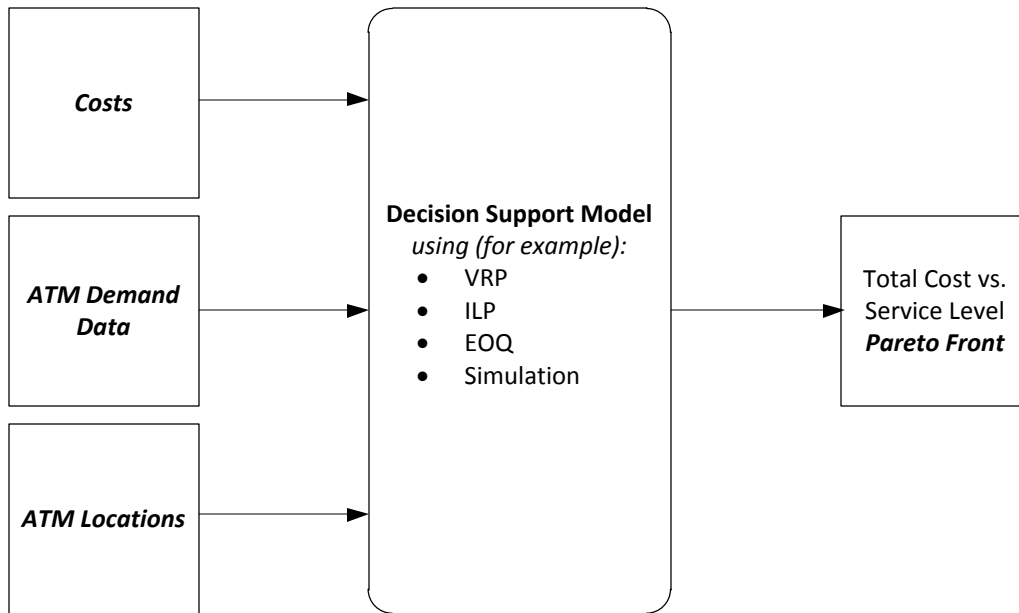 Costs
ATM Demand
Data
ATM Locations
Decision Support Model
using (for example):
• VRP
• ILP
• EOQ
• Simulation
Total Cost vs.
Service Level
Pareto Front